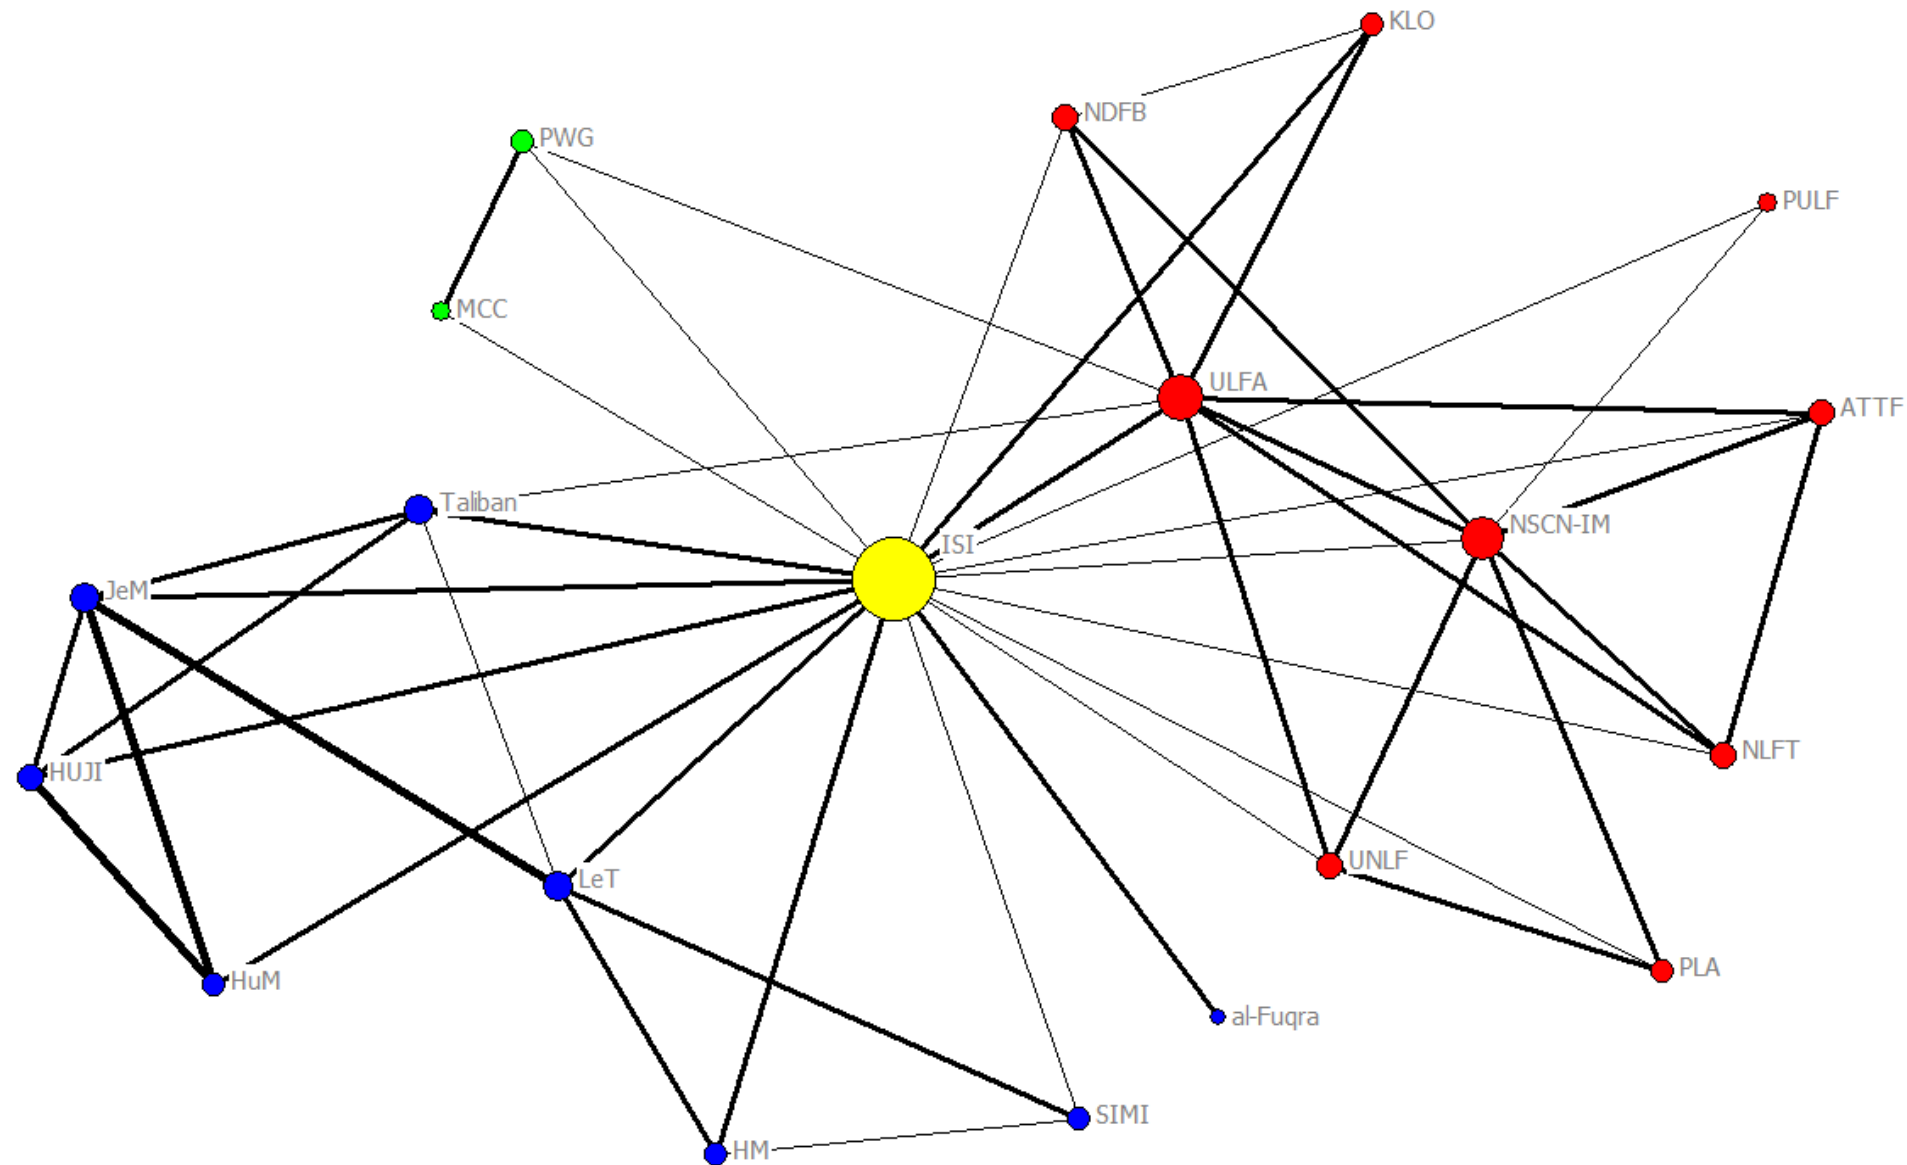 KLO
NDFB
PWG
PULF
MCC
ULFA
ATTF
Taliban
NSCN-IM
ISI
JeM
NLFT
HUJI
UNLF
LeT
PLA
HuM
al-Fuqra
SIMI
HM